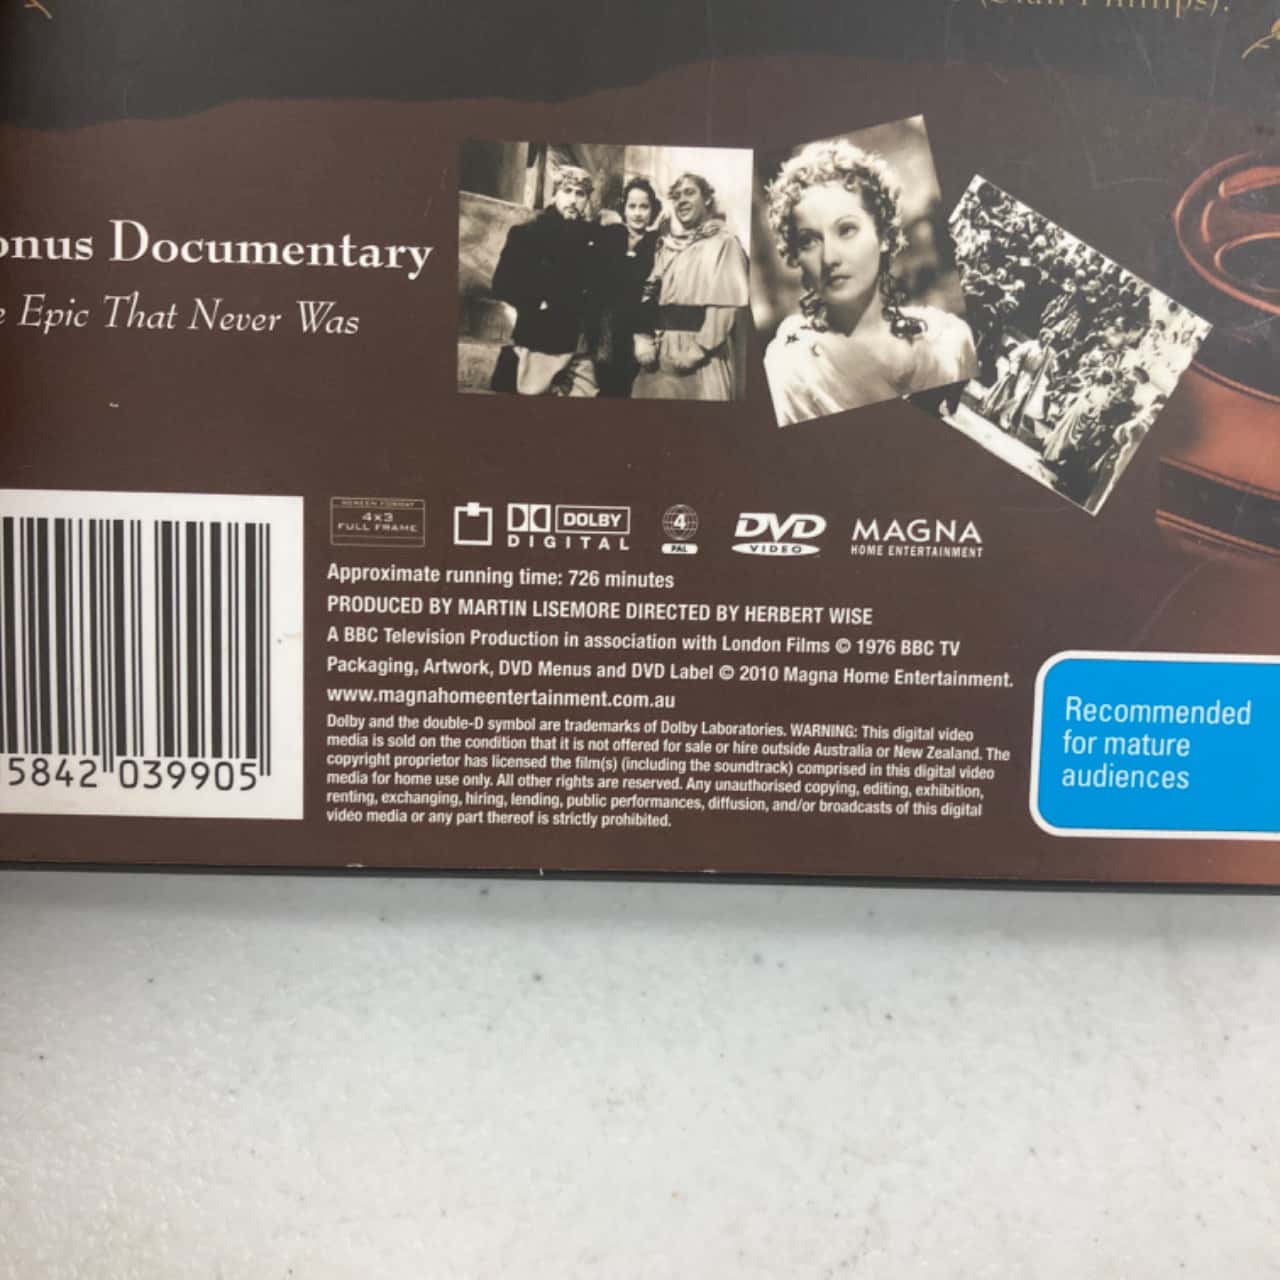 (Sian Phillips).
onus Documentary
e Epic That Never Was
SCREEN FORMAT
4x3
FULL FRAME
DOLBY
DIGITAL
4
PAL
DVD
VIDEO
MAGNA
HOME ENTERTAINMENT
Approximate running time: 726 minutes
PRODUCED BY MARTIN LISEMORE DIRECTED BY HERBERT WISE
A BBC Television Production in association with London Films © 1976 BBC TV
Packaging, Artwork, DVD Menus and DVD Label © 2010 Magna Home Entertainment.
www.magnahomeentertainment.com.au
Dolby and the double-D symbol are trademarks of Dolby Laboratories. WARNING: This digital video
media is sold on the condition that it is not offered for sale or hire outside Australia or New Zealand. The
copyright proprietor has licensed the film(s) (including the soundtrack) comprised in this digital video
media for home use only. All other rights are reserved. Any unauthorised copying, editing, exhibition,
renting, exchanging, hiring, lending, public performances, diffusion, and/or broadcasts of this digital
video media or any part thereof is strictly prohibited.
5842 039905
Recommended
for mature
audiences